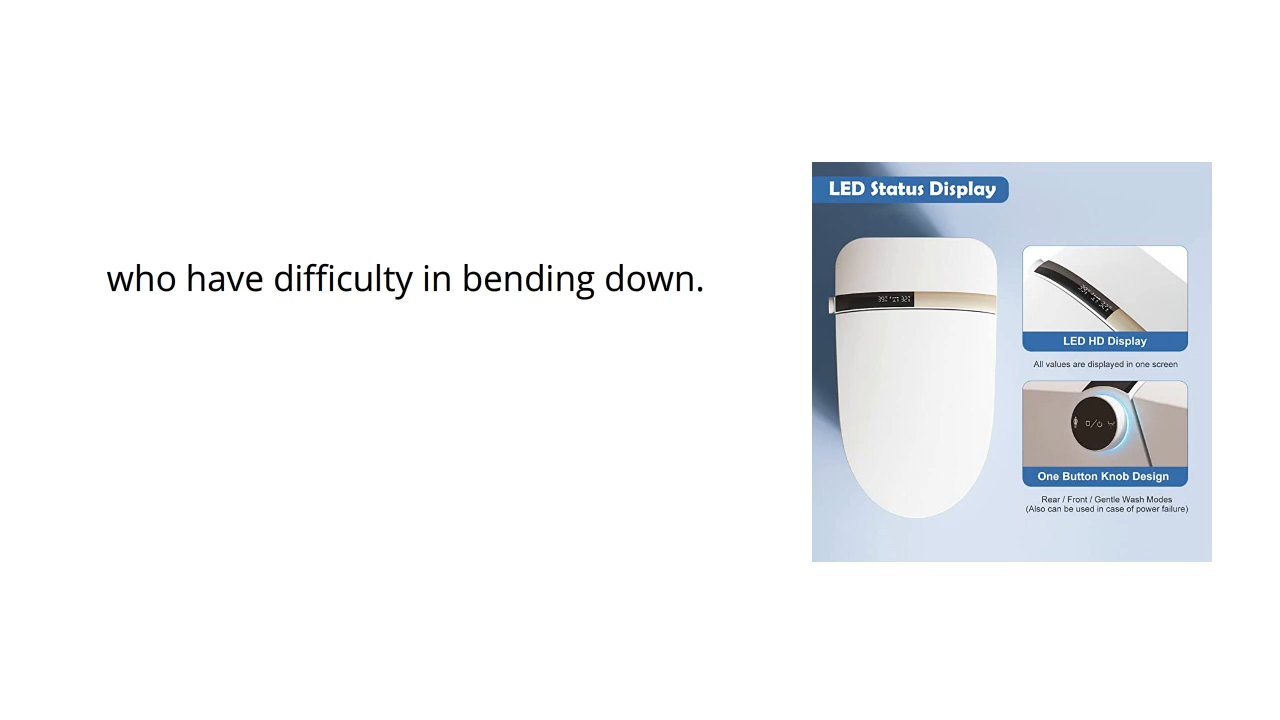 who have difficulty in bending down.
LED Status Display
LED HD Display
All values are displayed in one screen
One Button Knob Design
Rear / Front / Gentle Wash Modes
(Also can be used in case of power failure)